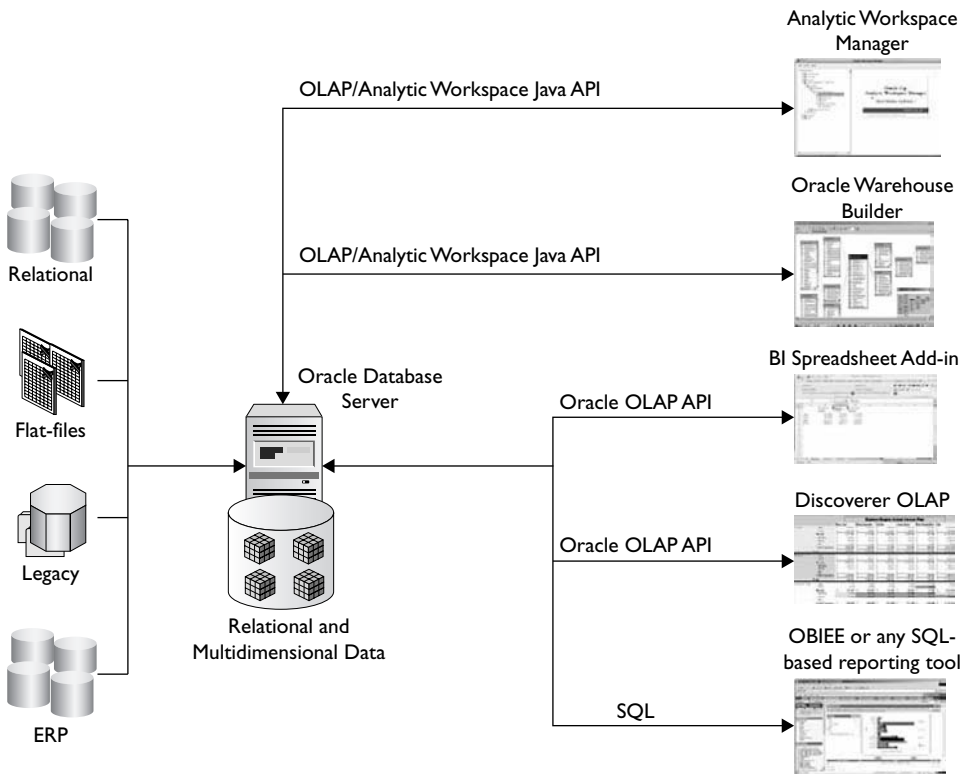 Analytic Workspace
Manager
OLAP/Analytic Workspace Java API
Oracle Warehouse
Builder
OLAP/Analytic Workspace Java API
Relational
BI Spreadsheet Add-in
Oracle Database
Server
Oracle OLAP API
Flat-files
Discoverer OLAP
Oracle OLAP API
Legacy
Relational and
Multidimensional Data
OBIEE or any SQL-
based reporting tool
SQL
ERP